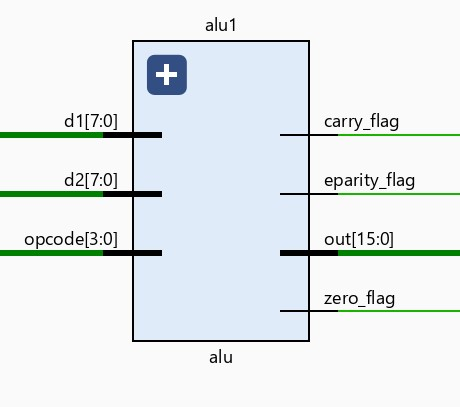 alu1
d1[7:0]
carry_flag
d2[7:0]
eparity_flag
opcode[3:0]
out[15:0]
zero_flag
alu